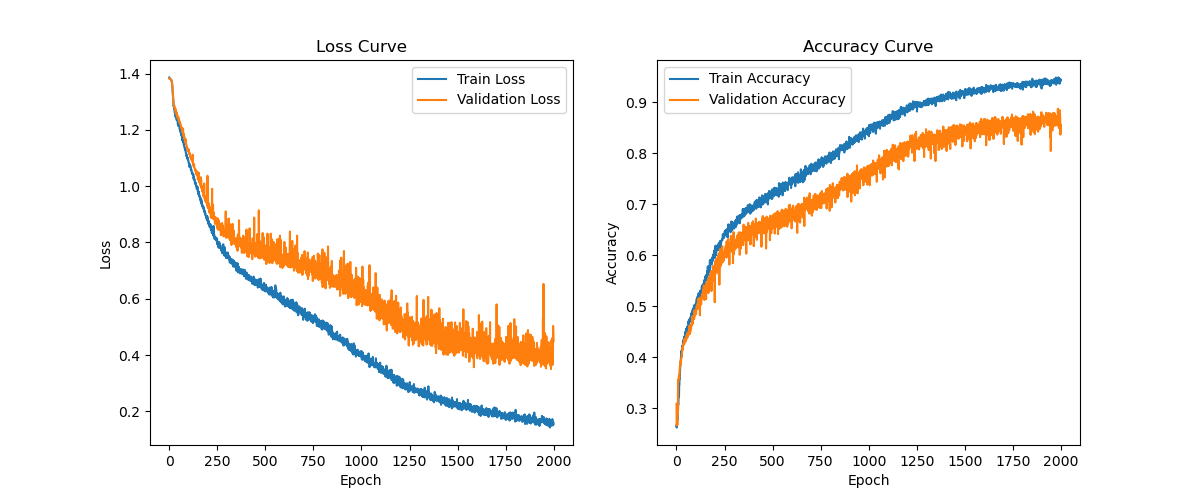 Loss Curve
Loss
1.4
1.2
1.0
0.8
0.6
0.4
0.2
Train Loss
Validation Loss
0 250 500 750 1000 1250 1500 1750 2000
Epoch
Accuracy Curve
Accuracy
0.9
0.8
0.7
0.6
0.5
0.4
0.3
Train Accuracy
Validation Accuracy
0 250 500 750 1000 1250 1500 1750 2000
Epoch